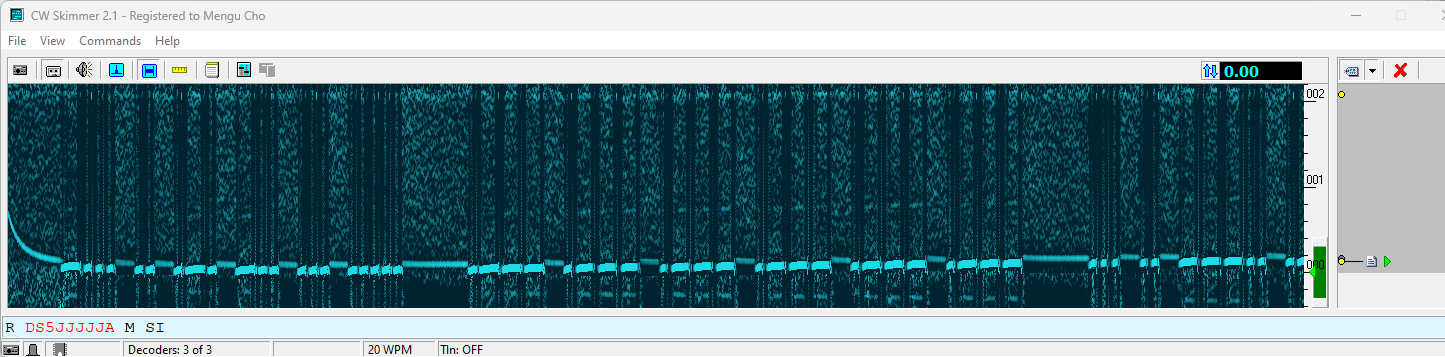 CW Skimmer 2.1 - Registered to Mengu Cho
File View Commands Help
0.00
002
001
000
R DS5JJJJJA M SI
Decoders: 3 of 3 20 WPM TIn: OFF